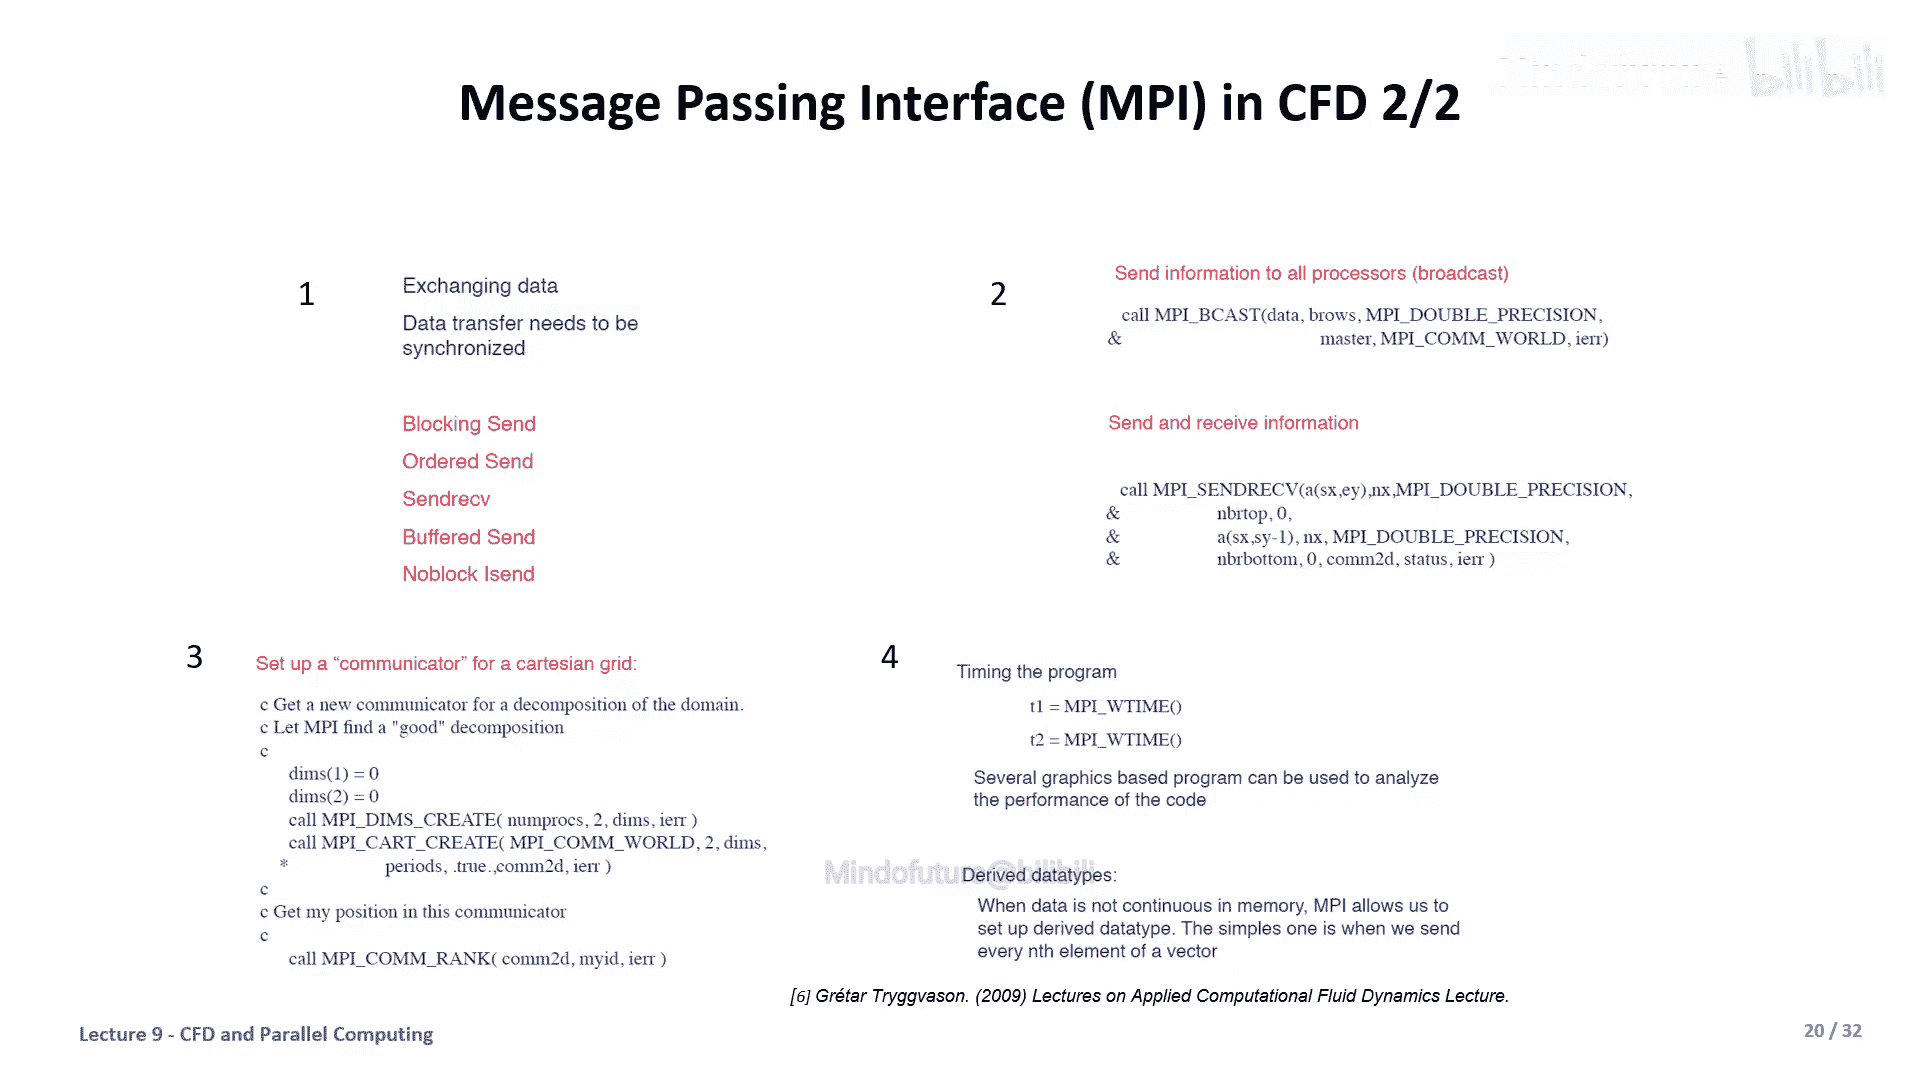 Message Passing Interface (MPI) in CFD 2/2
bilibili
1
Exchanging data
Data transfer needs to be
synchronized
Blocking Send
Ordered Send
Sendrecv
Buffered Send
Noblock Isend
2
Send information to all processors (broadcast)
call MPI_BCAST(data, brows, MPI_DOUBLE_PRECISION,
& master, MPI_COMM_WORLD, ierr)
Send and receive information
call MPI_SENDRECV(a(sx,ey),nx,MPI_DOUBLE_PRECISION,
& nbrtop, 0,
& a(sx,sy-1), nx, MPI_DOUBLE_PRECISION,
& nbrbottom, 0, comm2d, status, ierr )
3
Set up a “communicator” for a cartesian grid:
c Get a new communicator for a decomposition of the domain.
c Let MPI find a "good" decomposition
c
dims(1) = 0
dims(2) = 0
call MPI_DIMS_CREATE( numprocs, 2, dims, ierr )
call MPI_CART_CREATE( MPI_COMM_WORLD, 2, dims,
* periods, .true.,comm2d, ierr )
c
c Get my position in this communicator
c
call MPI_COMM_RANK( comm2d, myid, ierr )
4
Timing the program
t1 = MPI_WTIME()
t2 = MPI_WTIME()
Several graphics based program can be used to analyze
the performance of the code
Mindofuture@bilibili
Derived datatypes:
When data is not continuous in memory, MPI allows us to
set up derived datatype. The simples one is when we send
every nth element of a vector
[6] Grétar Tryggvason. (2009) Lectures on Applied Computational Fluid Dynamics Lecture.
Lecture 9 - CFD and Parallel Computing
20 / 32